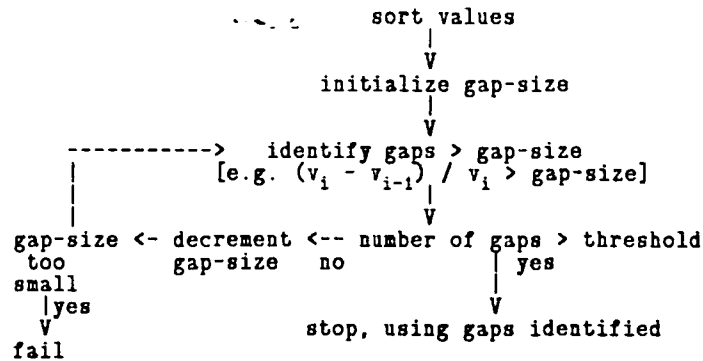 sort values
initialize gap-size
identify gaps > gap-size
[e.g. (v_i - v_{i-1}) / v_i > gap-size]
gap-size <- decrement <-- number of gaps > threshold
too gap-size no yes
small
yes
stop, using gaps identified
fail